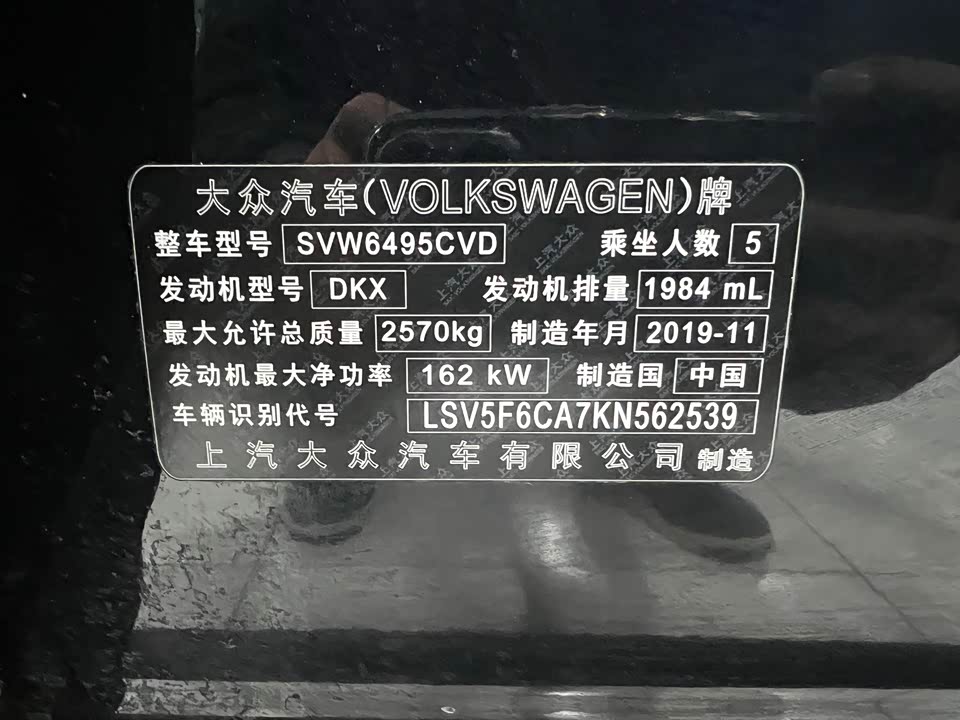 大众汽车(VOLKSWAGEN)牌
整车型号 SVW6495CVD 乘坐人数 5
发动机型号 DKX 发动机排量 1984 mL
最大允许总质量 2570kg 制造年月 2019-11
发动机最大净功率 162 kW 制造国 中国
车辆识别代号 LSV5F6CA7KN562539
上汽大众汽车有限公司 制造